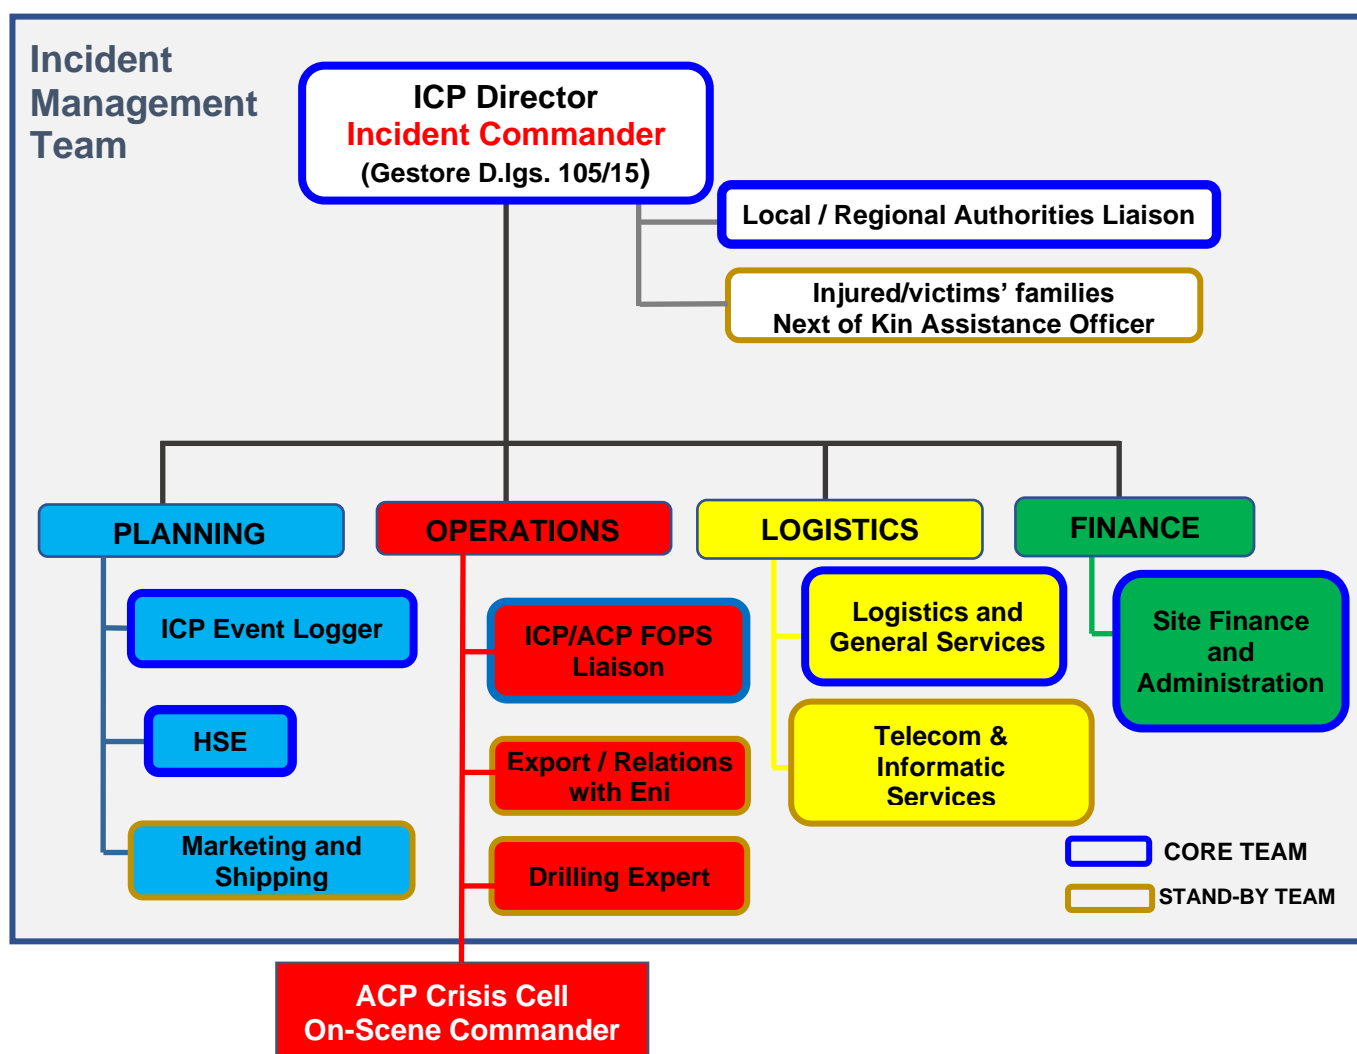 Incident
Management
Team
ICP Director
Incident Commander
(Gestore D.lgs. 105/15)
Local / Regional Authorities Liaison
Injured/victims’ families
Next of Kin Assistance Officer
PLANNING
OPERATIONS
LOGISTICS
FINANCE
ICP Event Logger
HSE
Marketing and
Shipping
ICP/ACP FOPS
Liaison
Export / Relations
with Eni
Drilling Expert
Logistics and
General Services
Telecom &
Informatic
Services
Site Finance
and
Administration
CORE TEAM
STAND-BY TEAM
ACP Crisis Cell
On-Scene Commander